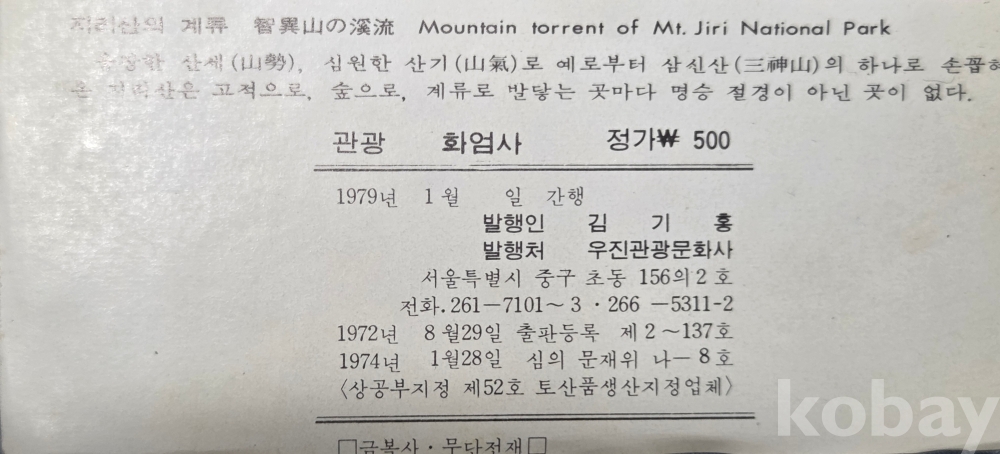 지리산의 계류 智異山の溪流 Mountain torrent of Mt. Jiri National Park
산세(山勢), 심원한 산기(山氣)로 예로부터 삼신산(三神山)의 하나로 손꼽혀
온 지리산은 고적으로, 숲으로, 계류로 발닿는 곳마다 명승 절경이 아닌 곳이 없다.
관광 화엄사 정가₩ 500
1979년 1월 일 간행
발행인 김 기 홍
발행처 우진관광문화사
서울특별시 중구 초동 156의 2호
전화. 261-7101~3 · 266-5311-2
1972년 8월29일 출판등록 제2~137호
1974년 1월28일 심의 문재위 나-8호
〈상공부지정 제52호 토산품생산지정업체〉
□금복사·무단전재□
kobay